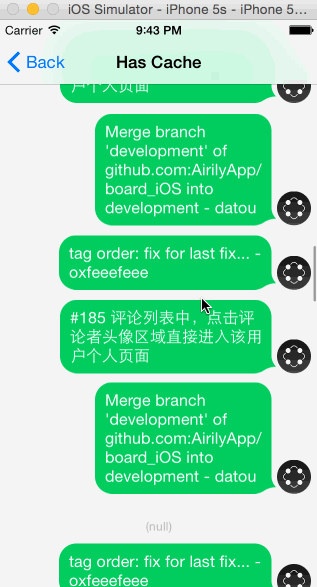 iOS Simulator - iPhone 5s - iPhone 5...
Carrier 9:43 PM
Back Has Cache
户个人页面
Merge branch
'development' of
github.com:AirilyApp/
board_iOS into
development - datou
tag order: fix for last fix... -
oxfeeefeee
#185 评论列表中，点击评
论者头像区域直接进入该用
户个人页面
Merge branch
'development' of
github.com:AirilyApp/
board_iOS into
development - datou
(null)
tag order: fix for last fix... -
oxfeeefeee